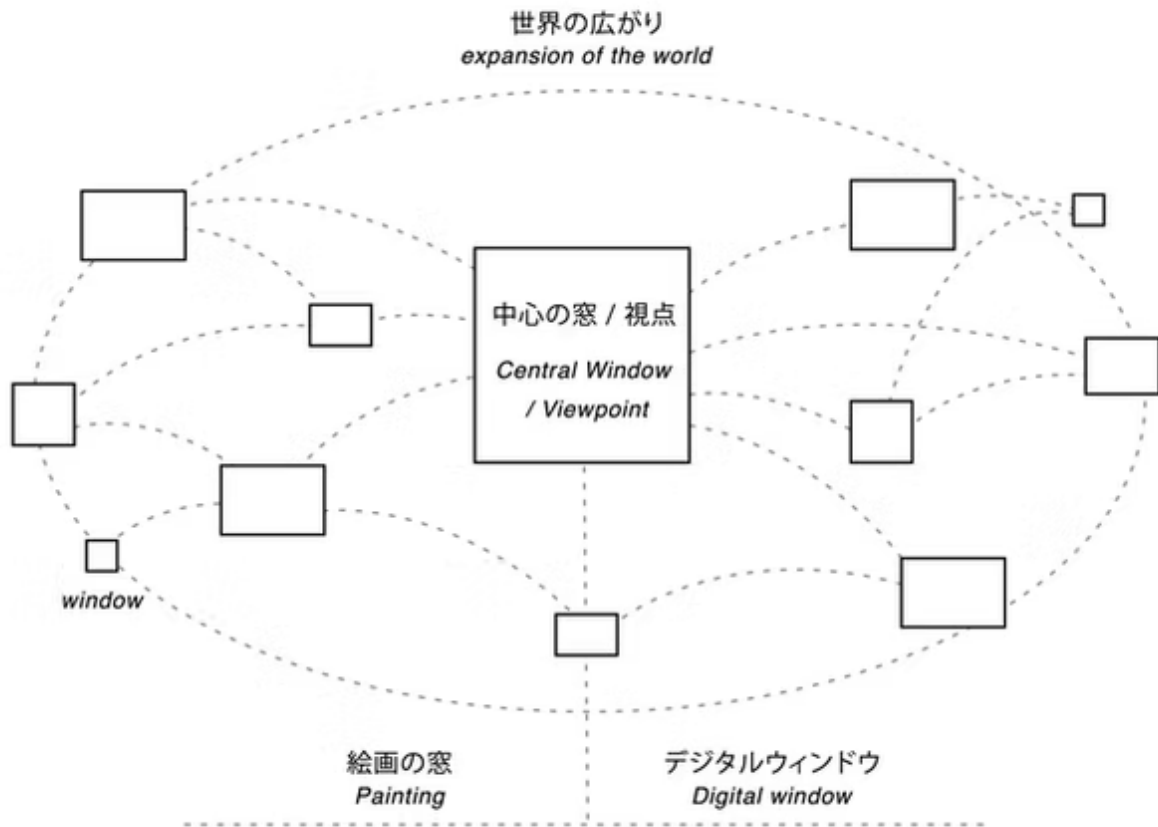 世界の広がり
expansion of the world
中心の窓 / 視点
Central Window
/ Viewpoint
window
絵画の窓
Painting
デジタルウィンドウ
Digital window